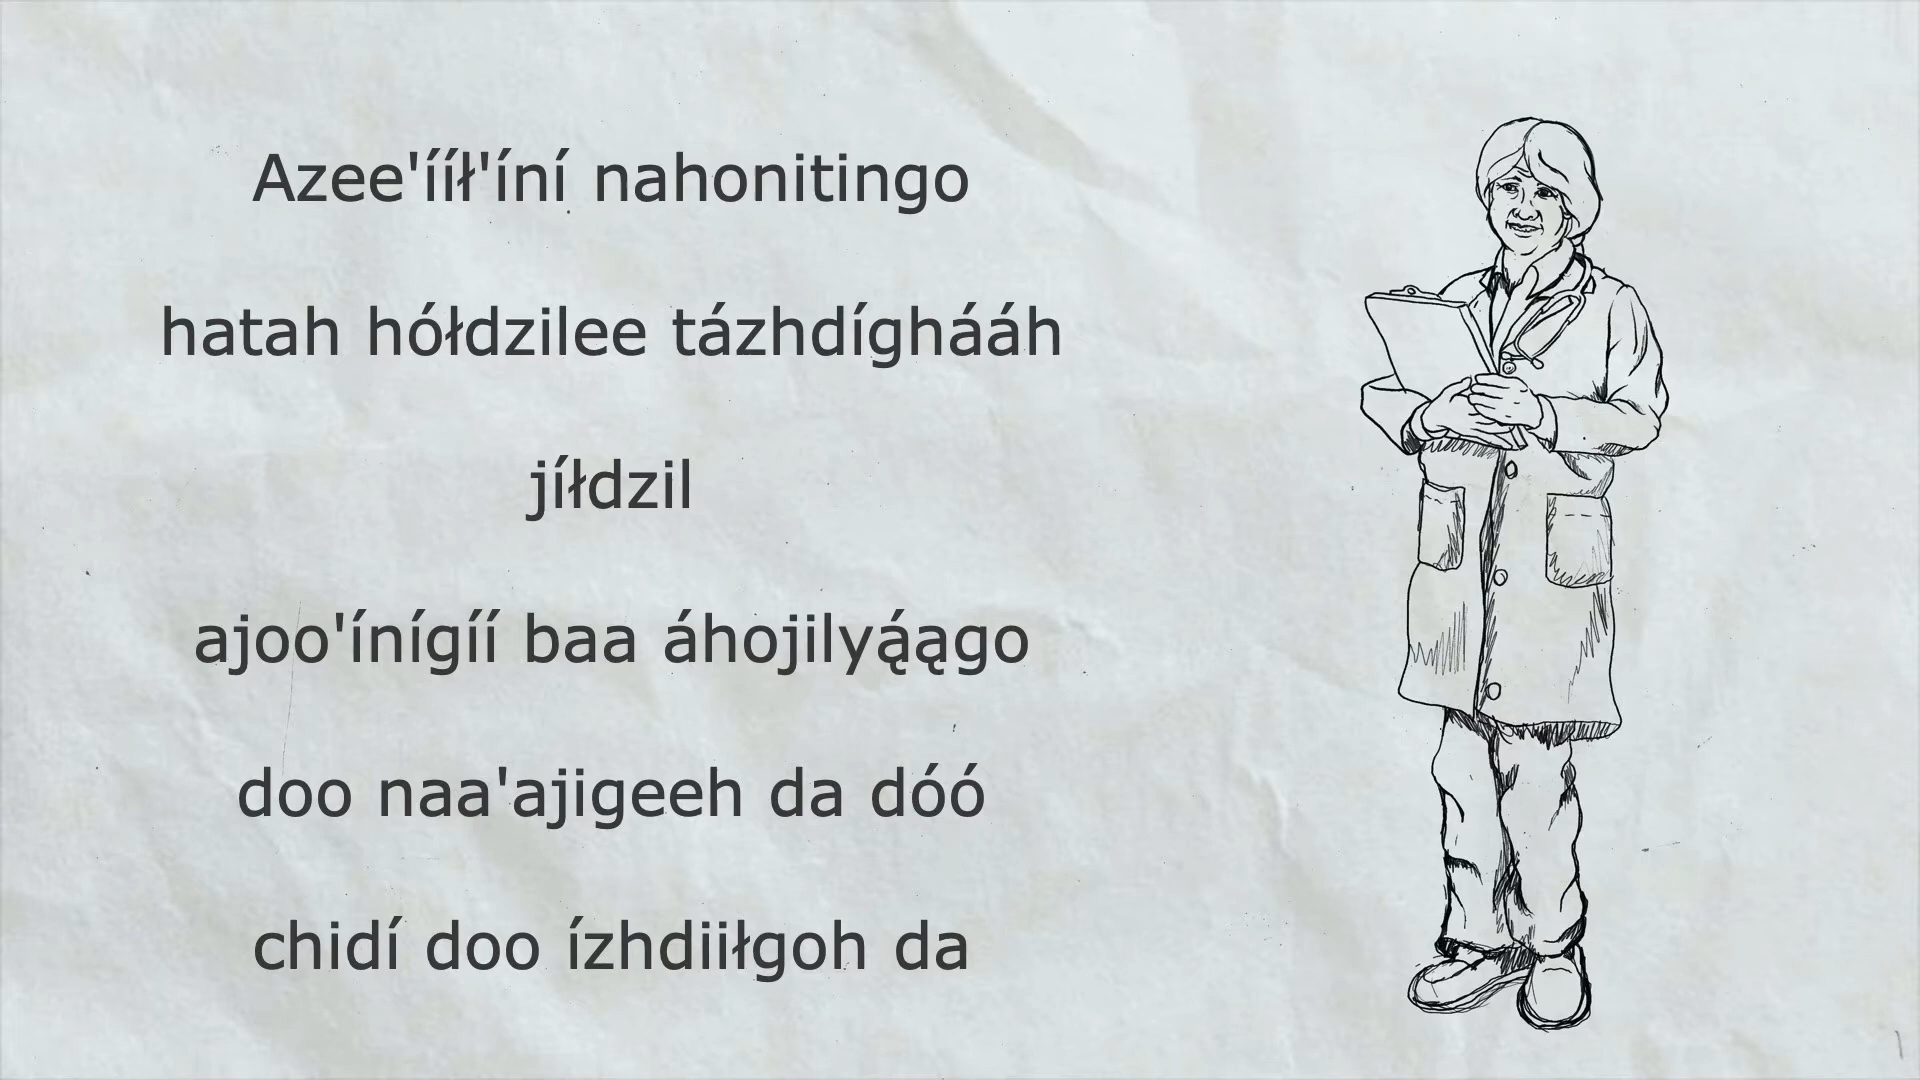 Azee'ííł'íní nahonitingo
hatah hółdzilee tázhdígháah
jíłdzil
ajoo'ínígíí baa áhojilyą́ągo
doo naa'ajigeeh da dóó
chidí doo ízhdiiłgoh da